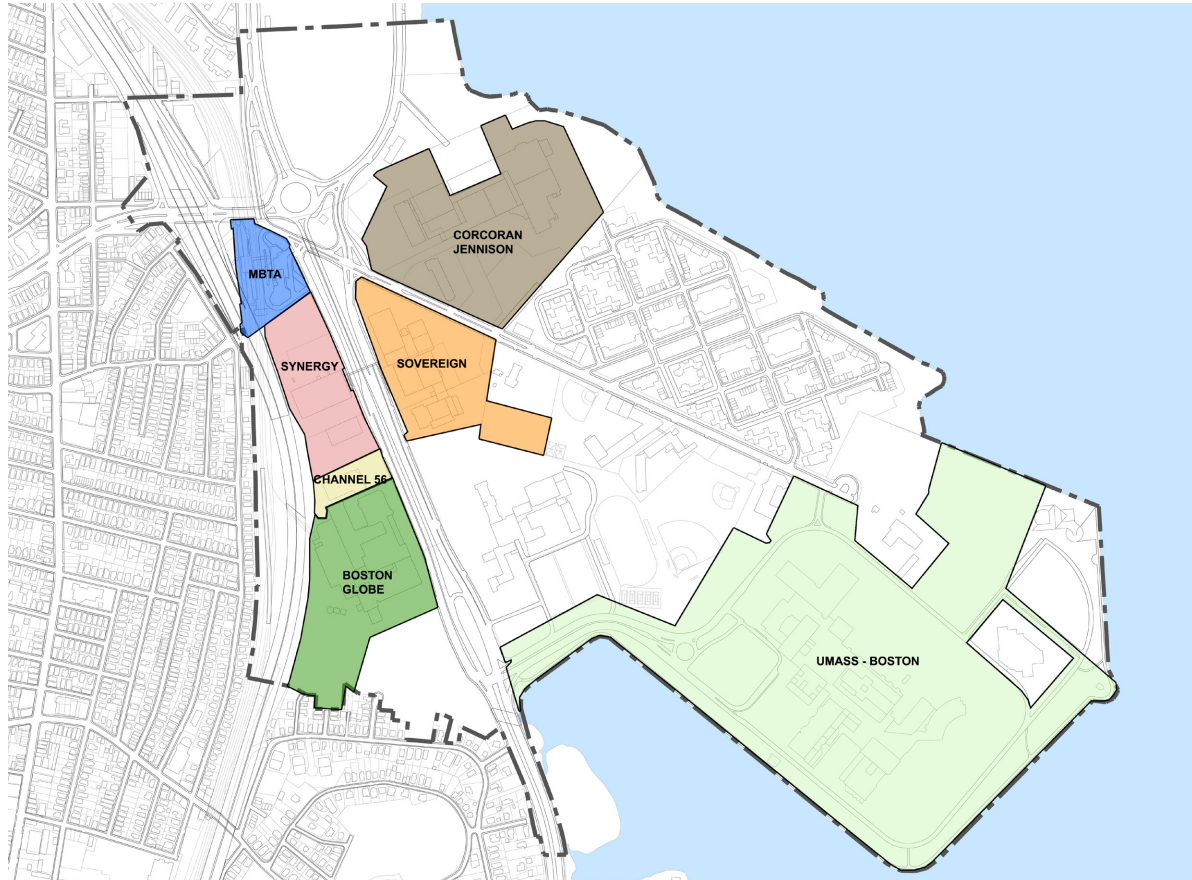 CORCORAN
JENNISON
MBTA
SYNERGY
SOVEREIGN
CHANNEL 56
BOSTON
GLOBE
UMASS - BOSTON